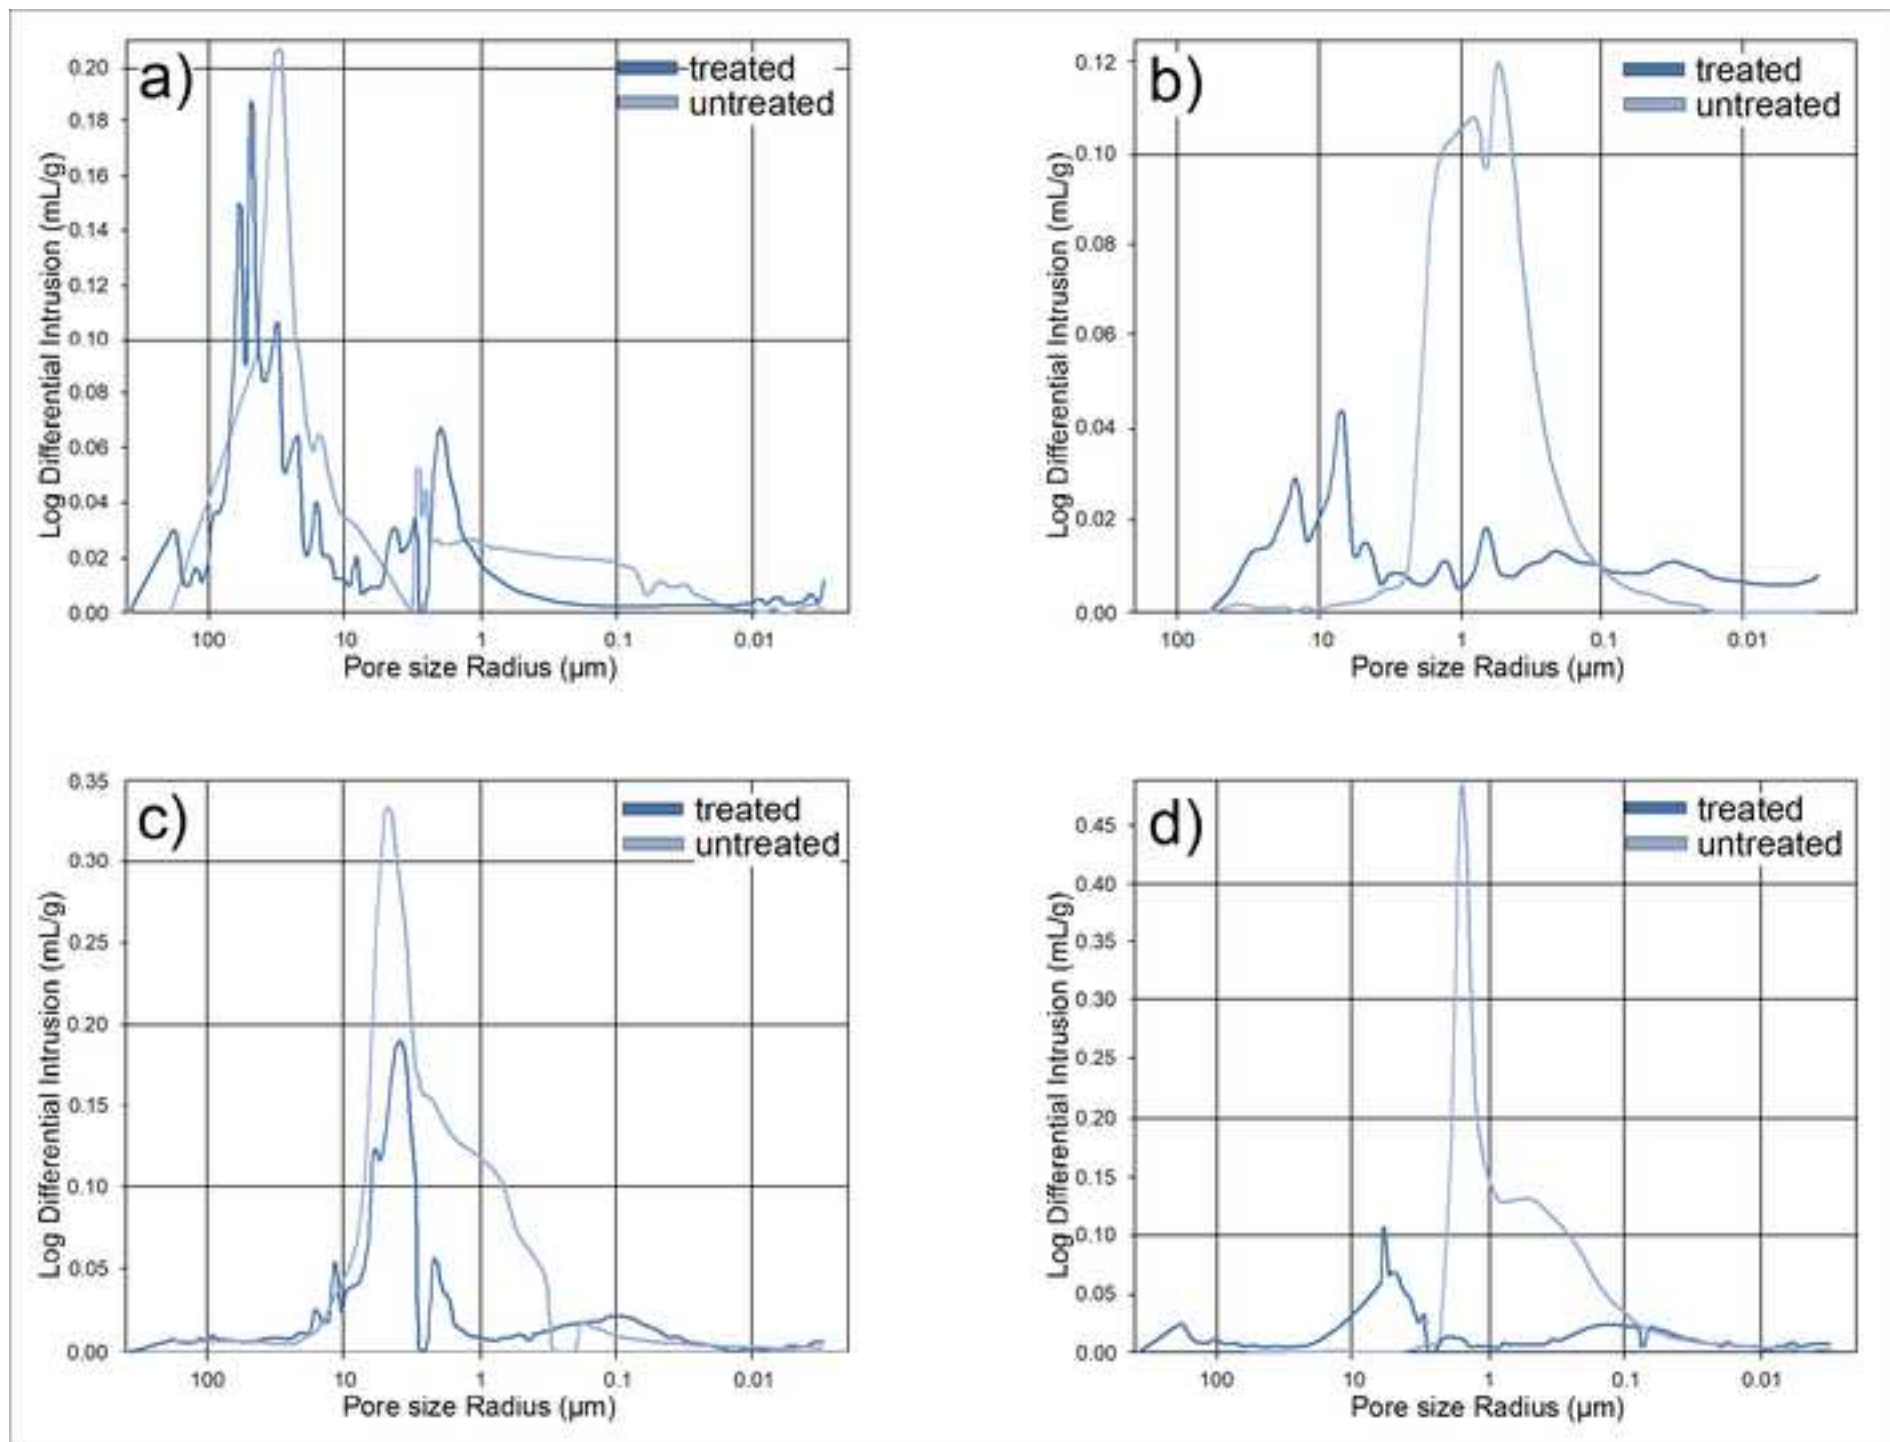 a)
treated
untreated
Log Differential Intrusion (mL/g)
0.20
0.18
0.16
0.14
0.12
0.10
0.08
0.06
0.04
0.02
0.00
100
10
1
0.1
0.01
Pore size Radius (µm)
b)
treated
untreated
Log Differential Intrusion (mL/g)
0.12
0.10
0.08
0.06
0.04
0.02
0.00
100
10
1
0.1
0.01
Pore size Radius (µm)
c)
treated
untreated
Log Differential Intrusion (mL/g)
0.35
0.30
0.25
0.20
0.15
0.10
0.05
0.00
100
10
1
0.1
0.01
Pore size Radius (µm)
d)
treated
untreated
Log Differential Intrusion (mL/g)
0.45
0.40
0.35
0.30
0.25
0.20
0.15
0.10
0.05
0.00
100
10
1
0.1
0.01
Pore size Radius (µm)